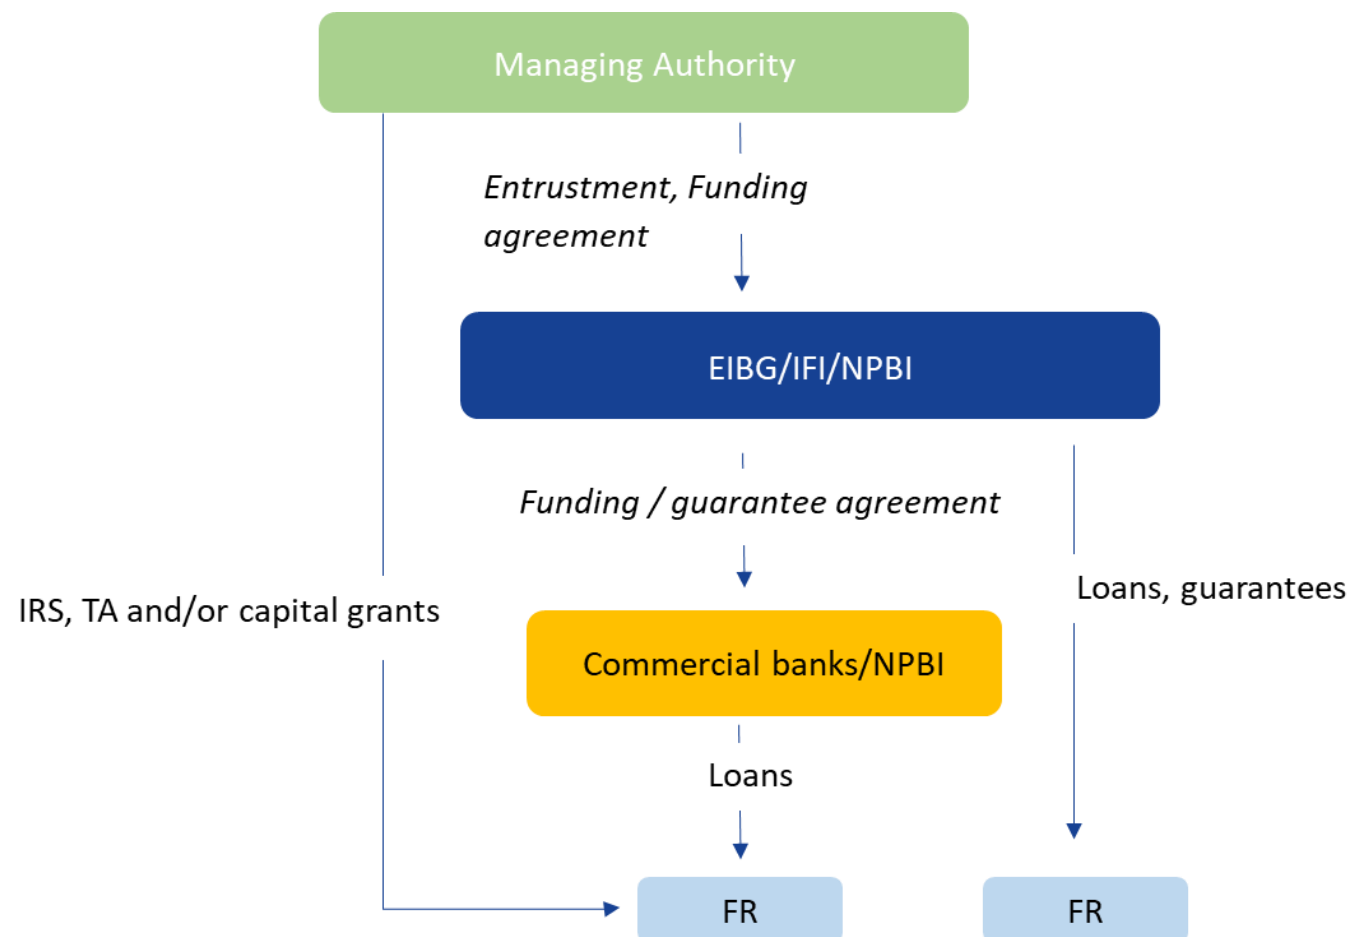 Managing Authority
Entrustment, Funding
agreement
EIBG/IFI/NPBI
Funding / guarantee agreement
Loans, guarantees
IRS, TA and/or capital grants
Commercial banks/NPBI
Loans
FR
FR